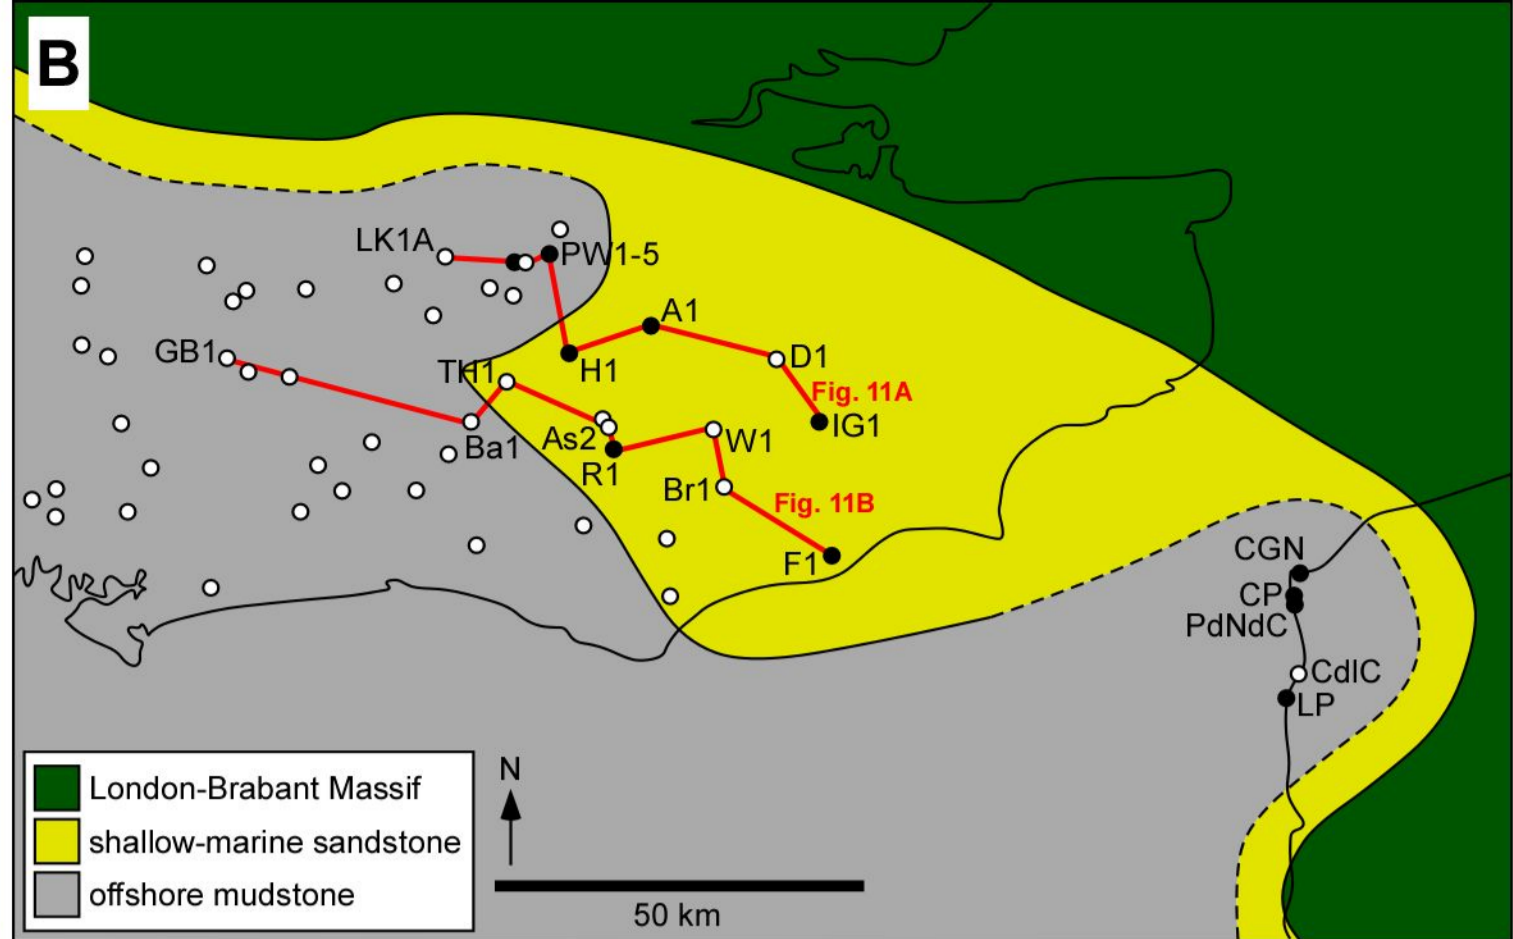 B
LK1A
PW1-5
A1
GB1
TH1
H1
D1
Fig. 11A
IG1
As2
Ba1
W1
R1
Br1
Fig. 11B
F1
CGN
CP
PdNdC
CdlC
LP
London-Brabant Massif
shallow-marine sandstone
offshore mudstone
N
50 km